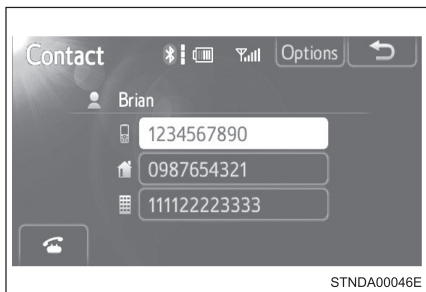 Contact Options
Brian
1234567890
0987654321
111122223333
STNDA00046E